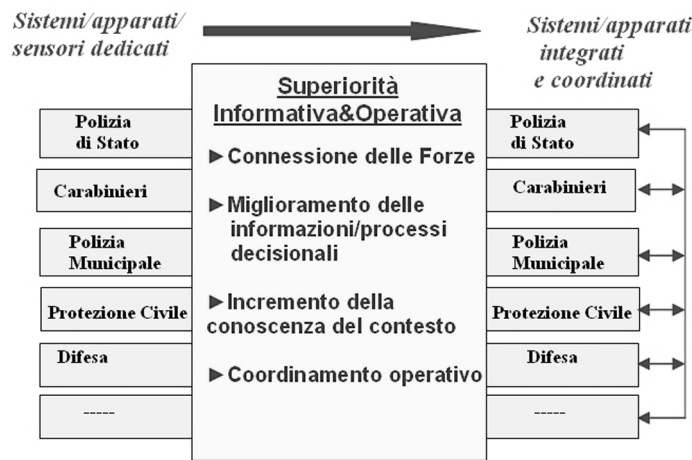 Sistemi/apparati/
sensori dedicati
Sistemi/apparati
integrati
e coordinati
Superiorità
Informativa&Operativa
►Connessione delle Forze
►Miglioramento delle
informazioni/processi
decisionali
►Incremento della
conoscenza del contesto
►Coordinamento operativo
Polizia
di Stato
Carabinieri
Polizia
Municipale
Protezione Civile
Difesa
-----
Polizia
di Stato
Carabinieri
Polizia
Municipale
Protezione Civile
Difesa
-----